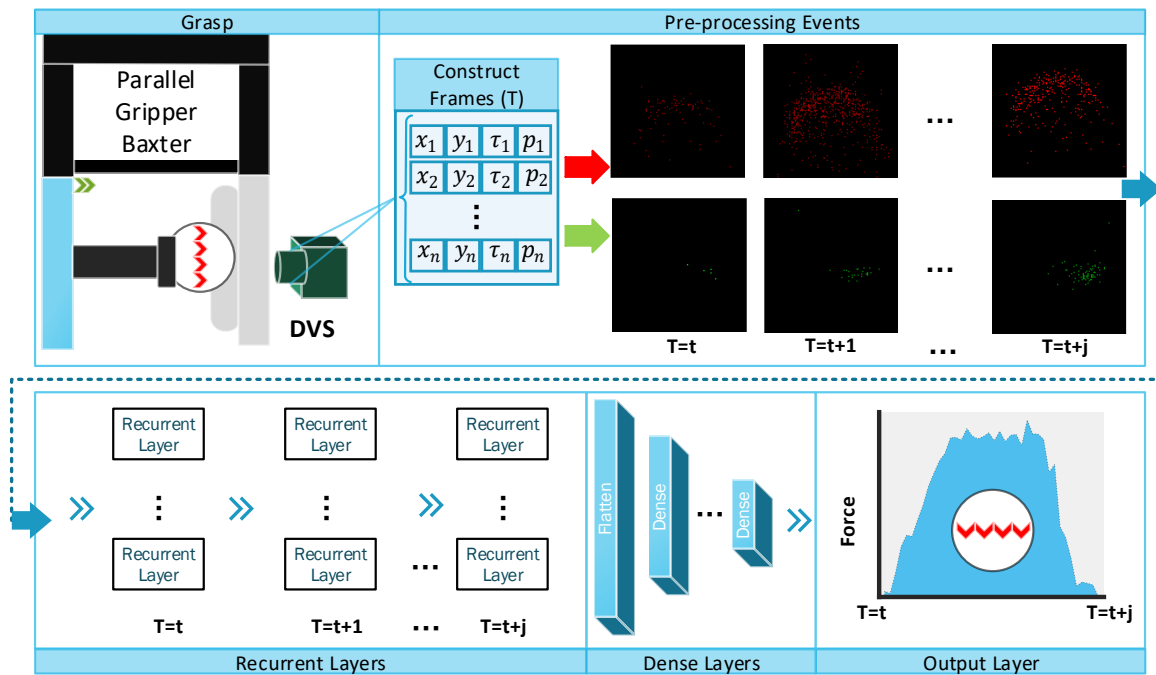 Grasp
Pre-processing Events
Parallel
Gripper
Baxter
DVS
Construct
Frames (T)
x₁ y₁ τ₁ p₁
x₂ y₂ τ₂ p₂
⋮
xₙ yₙ τₙ pₙ
...
...
T=t T=t+1 ... T=t+j
Recurrent
Layer
Recurrent
Layer
Recurrent
Layer
⋮ ⋮ ⋮
Recurrent
Layer
Recurrent
Layer
...
Recurrent
Layer
T=t T=t+1 ... T=t+j
Flatten
Dense
...
Dense
Force
T=t T=t+j
Recurrent Layers
Dense Layers
Output Layer